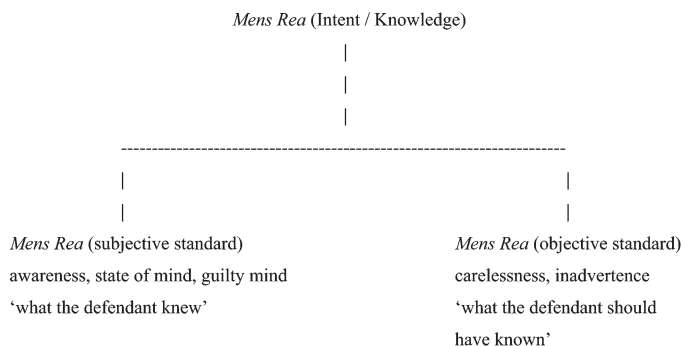 Mens Rea (Intent / Knowledge)
Mens Rea (subjective standard)
awareness, state of mind, guilty mind
‘what the defendant knew’
Mens Rea (objective standard)
carelessness, inadvertence
‘what the defendant should
have known’